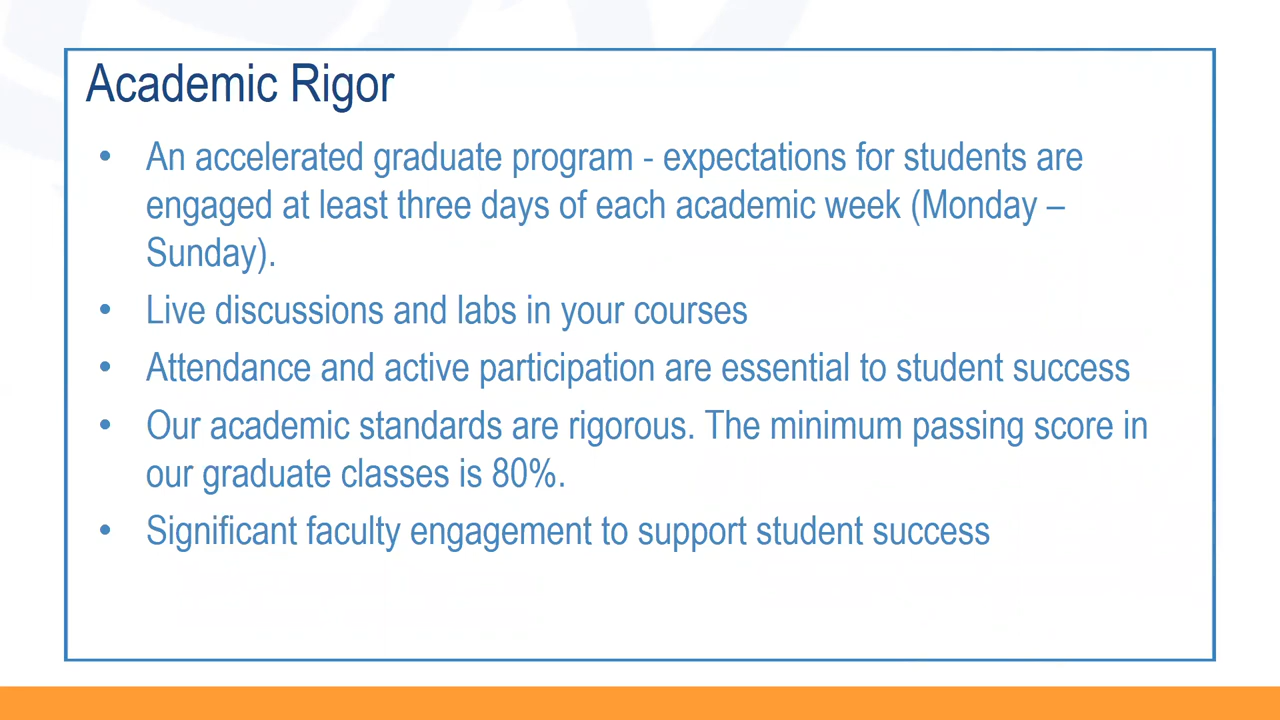 Academic Rigor
• An accelerated graduate program - expectations for students are
engaged at least three days of each academic week (Monday –
Sunday).
• Live discussions and labs in your courses
• Attendance and active participation are essential to student success
• Our academic standards are rigorous. The minimum passing score in
our graduate classes is 80%.
• Significant faculty engagement to support student success